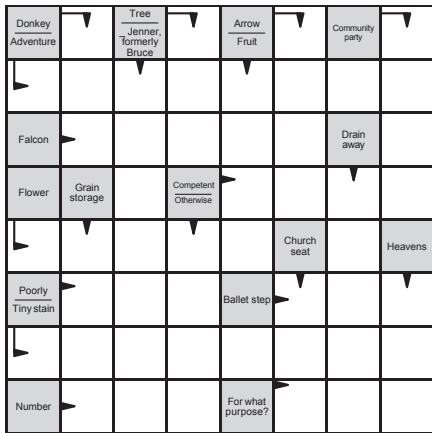 Donkey
Adventure
Tree
Jenner,
formerly
Bruce
Arrow
Fruit
Community
party
Falcon
Drain
away
Flower
Grain
storage
Competent
Otherwise
Church
seat
Heavens
Poorly
Tiny stain
Ballet step
Number
For what
purpose?